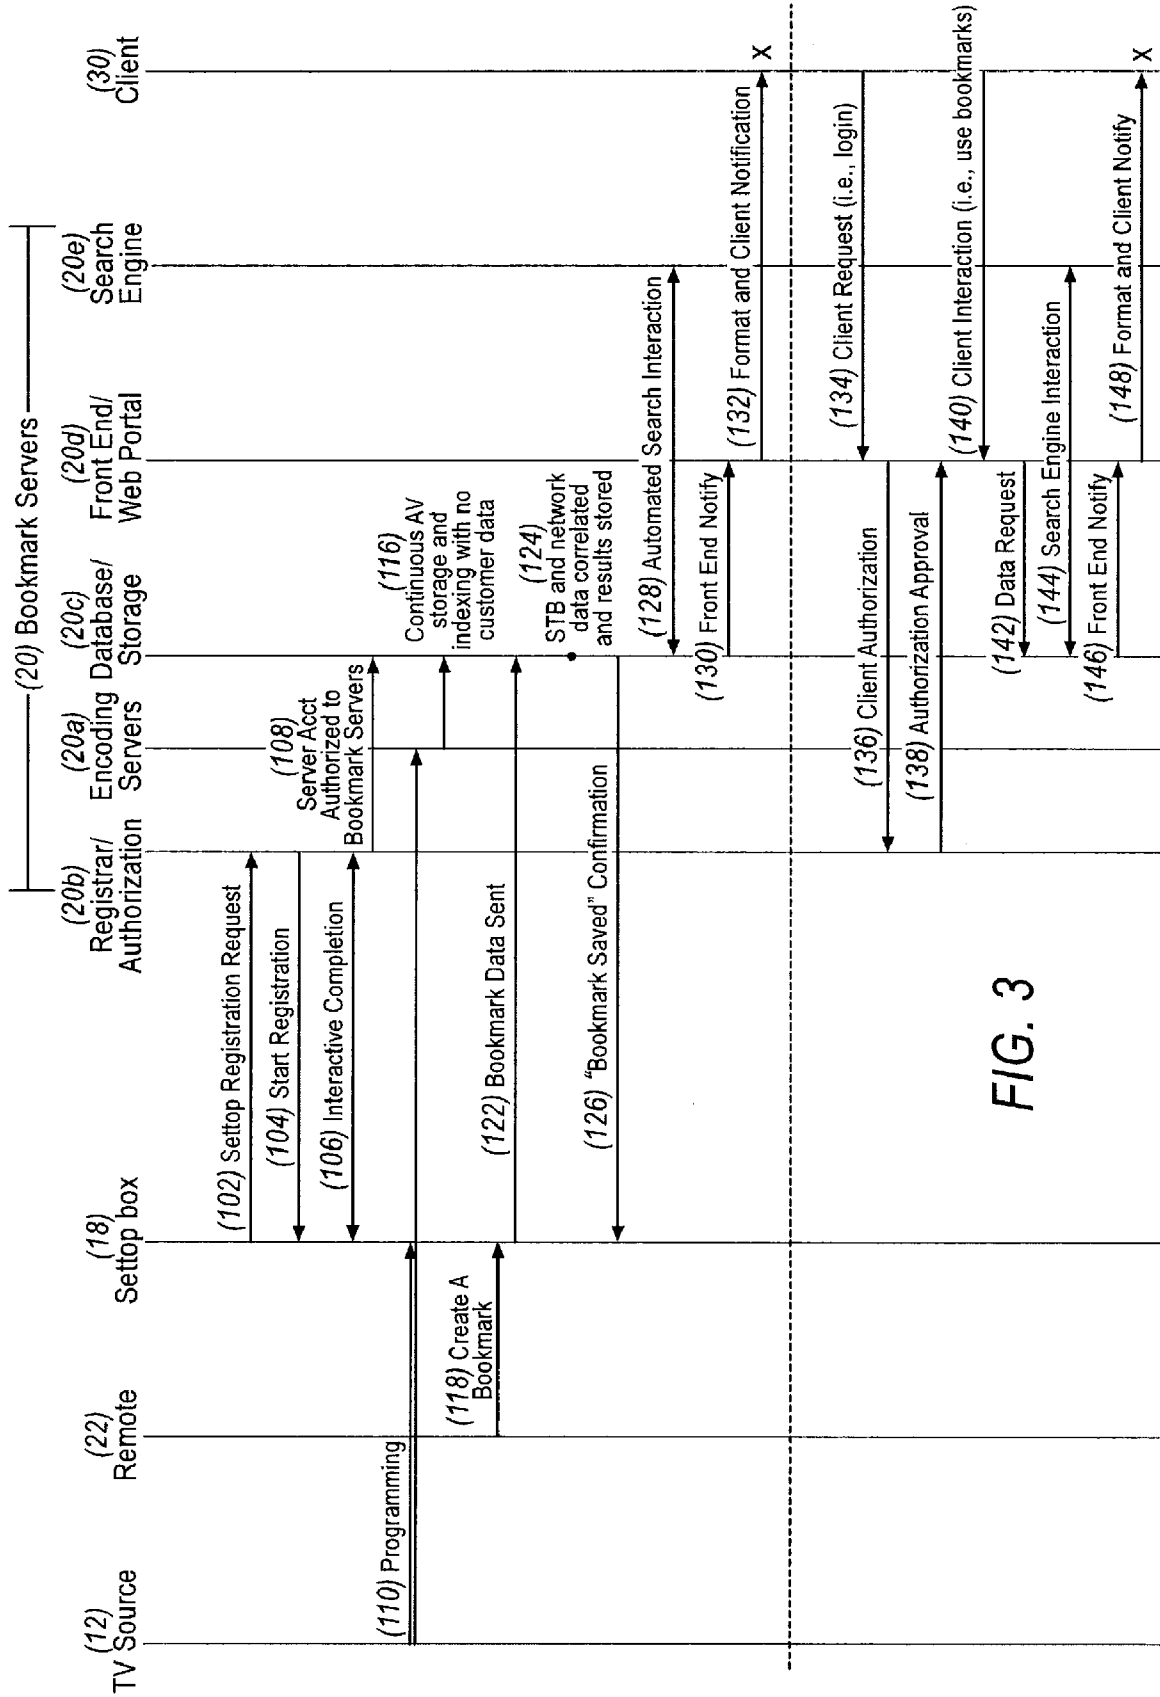 (20) Bookmark Servers
(12)
TV Source
(22)
Remote
(18)
Settop box
(20b)
Registrar/
Authorization
(20a)
Encoding
Servers
(20c)
Database/
Storage
(20d)
Front End/
Web Portal
(20e)
Search
Engine
(30)
Client
(102) Settop Registration Request
(104) Start Registration
(106) Interactive Completion
(108)
Server Acct
Authorized to
Bookmark Servers
(110) Programming
(116)
Continuous AV
storage and
indexing with no
customer data
(118) Create A
Bookmark
(122) Bookmark Data Sent
(124)
STB and network
data correlated
and results stored
(126) “Bookmark Saved” Confirmation
(128) Automated Search Interaction
(130) Front End Notify
(132) Format and Client Notification
X
(134) Client Request (i.e., login)
(136) Client Authorization
(138) Authorization Approval
(140) Client Interaction (i.e., use bookmarks)
(142) Data Request
(144) Search Engine Interaction
(146) Front End Notify
(148) Format and Client Notify
X
FIG. 3